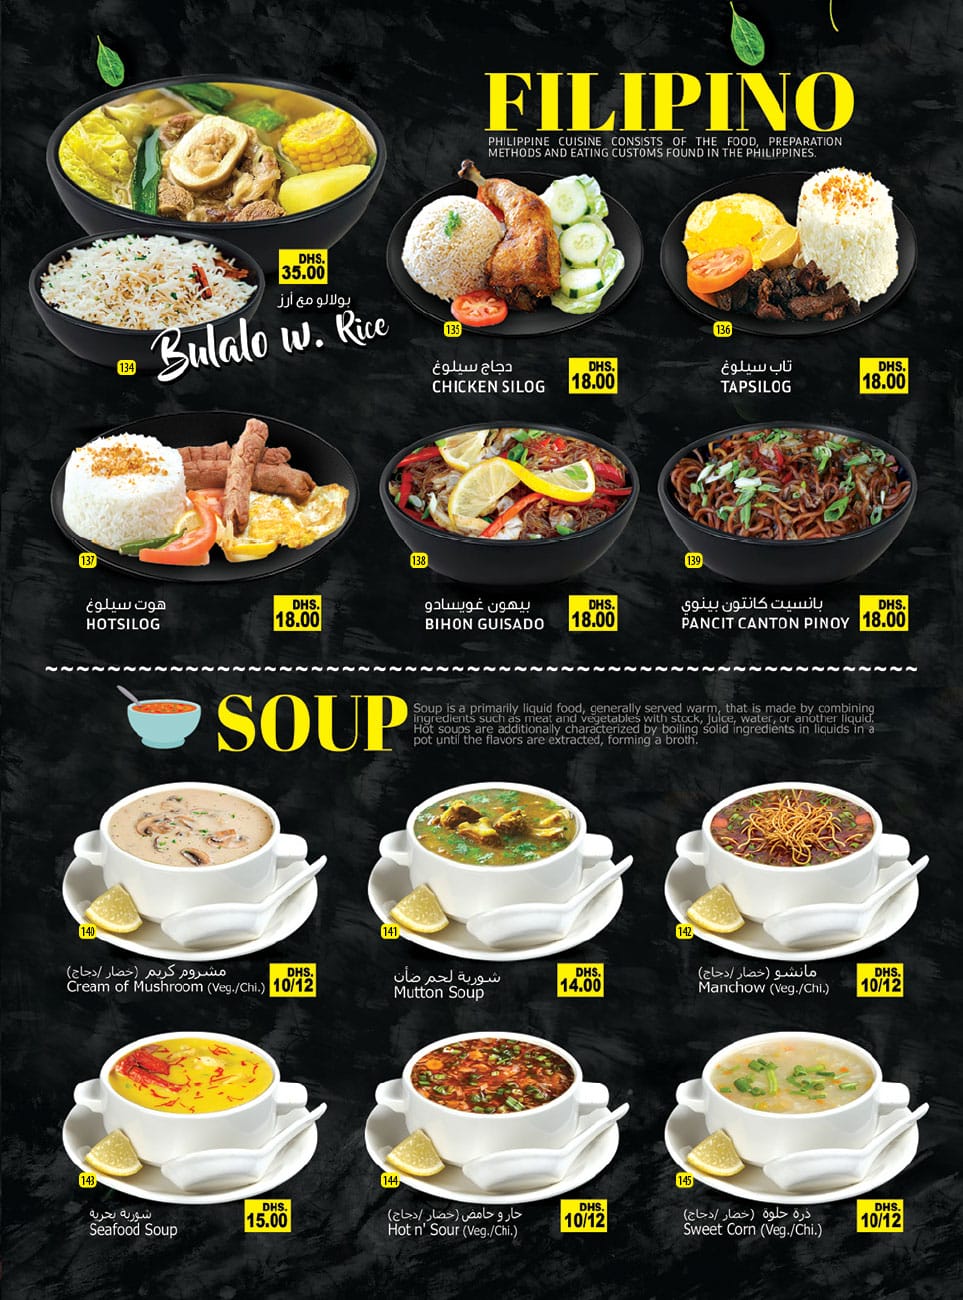 FILIPINO
PHILIPPINE CUISINE CONSISTS OF THE FOOD, PREPARATION
METHODS AND EATING CUSTOMS FOUND IN THE PHILIPPINES.
DHS.
35.00
بولالو مع أرز
Bulalo w. Rice
134
135
دجاج سيلوغ
CHICKEN SILOG
DHS.
18.00
136
تاب سيلوغ
TAPSILOG
DHS.
18.00
137
هوت سيلوغ
HOTSILOG
DHS.
18.00
138
بيهون غويسادو
BIHON GUISADO
DHS.
18.00
139
بانسيت كانتون بينوي
PANCIT CANTON PINOY
DHS.
18.00
SOUP
Soup is a primarily liquid food, generally served warm, that is made by combining
ingredients such as meat and vegetables with stock, juice, water, or another liquid.
Hot soups are additionally characterized by boiling solid ingredients in liquids in a
pot until the flavors are extracted, forming a broth.
140
مشروم كريم (خضار /دجاج)
Cream of Mushroom (Veg./Chi.)
DHS.
10/12
141
شوربة لحم ضأن
Mutton Soup
DHS.
14.00
142
مانشو (خضار /دجاج)
Manchow (Veg./Chi.)
DHS.
10/12
143
شوربة بحرية
Seafood Soup
DHS.
15.00
144
حار و حامض (خضار /دجاج)
Hot n' Sour (Veg./Chi.)
DHS.
10/12
145
ذرة حلوة (خضار /دجاج)
Sweet Corn (Veg./Chi.)
DHS.
10/12